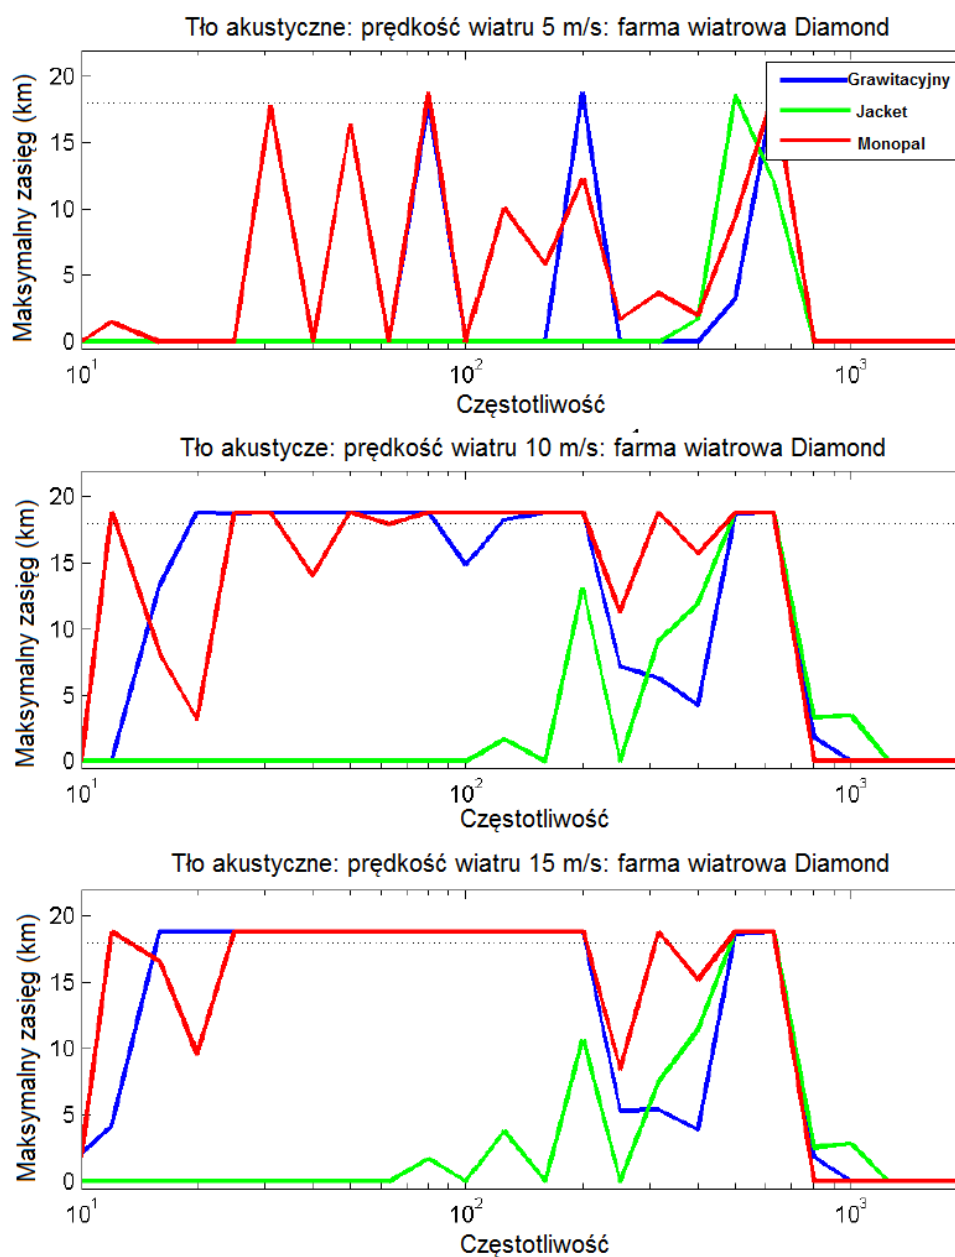 Tło akustyczne: prędkość wiatru 5 m/s: farma wiatrowa Diamond
Maksymalny zasięg (km)
20
15
10
5
0
Grawitacyjny
Jacket
Monopal
10¹ 10² 10³
Częstotliwość
Tło akustycze: prędkość wiatru 10 m/s: farma wiatrowa Diamond
Maksymalny zasięg (km)
20
15
10
5
0
10¹ 10² 10³
Częstotliwość
Tło akustyczne: prędkość wiatru 15 m/s: farma wiatrowa Diamond
Maksymalny zasięg (km)
20
15
10
5
0
10¹ 10² 10³
Częstotliwość